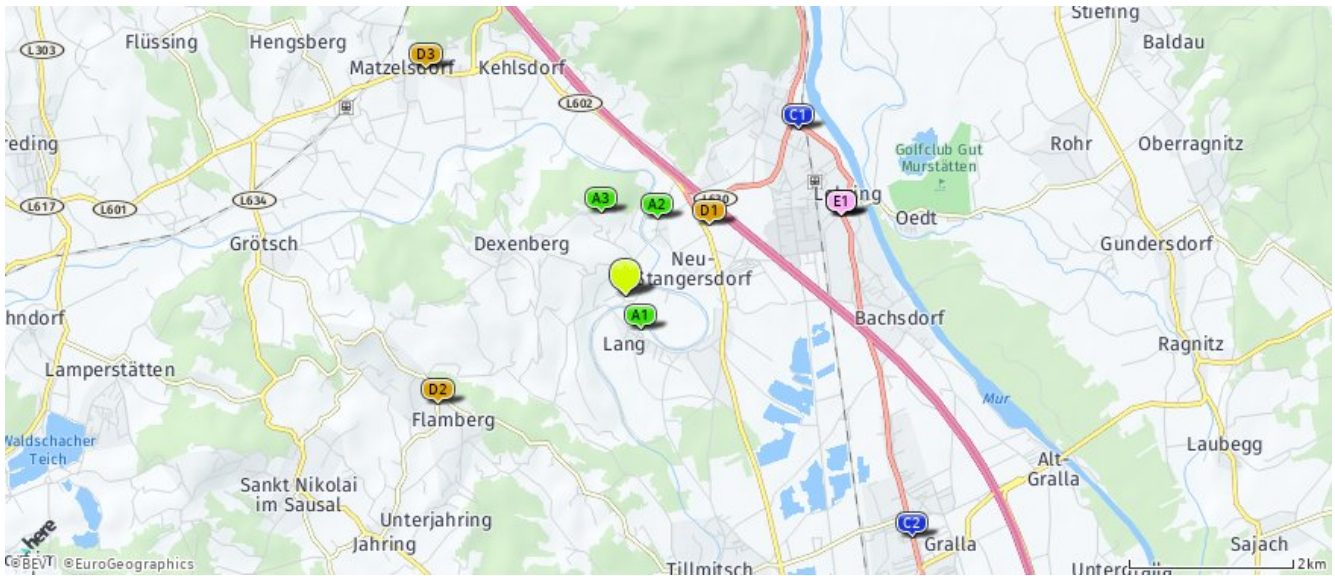 Stiefing
Flüssing
Hengsberg
Baldau
L303
D3
Matzelsdorf
Kehlsdorf
L602
C1
reding
Golfclub Gut
Murstätten
Rohr
Oberragnitz
L617
L601
L634
A3
A2
D1
E1
Oedt
Grötsch
Dexenberg
Neu-
Stangersdorf
Gundersdorf
hndorf
A1
Lang
Bachsdorf
Ragnitz
Lamperstätten
D2
Flamberg
Mur
Waldschacher
Teich
Laubegg
Alt-
Gralla
Sankt Nikolai
im Sausal
Unterjahring
Jahring
C2
Gralla
Sajach
here
©BEV ©EuroGeographics
Tillmitsch
2km